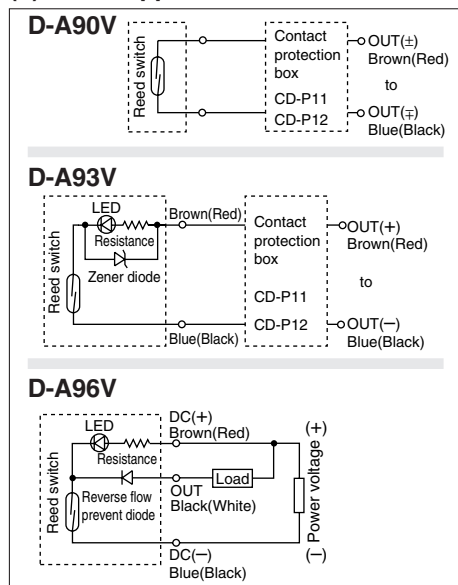 D-A90V
Reed switch
Contact
protection
box
CD-P11
CD-P12
OUT(±)
Brown(Red)
to
OUT(∓)
Blue(Black)
D-A93V
LED
Resistance
Zener diode
Reed switch
Brown(Red)
Blue(Black)
Contact
protection
box
CD-P11
CD-P12
OUT(+)
Brown(Red)
to
OUT(−)
Blue(Black)
D-A96V
LED
Resistance
Reverse flow
prevent diode
Reed switch
DC(+)
Brown(Red)
Load
OUT
Black(White)
DC(−)
Blue(Black)
(+)
Power voltage
(−)